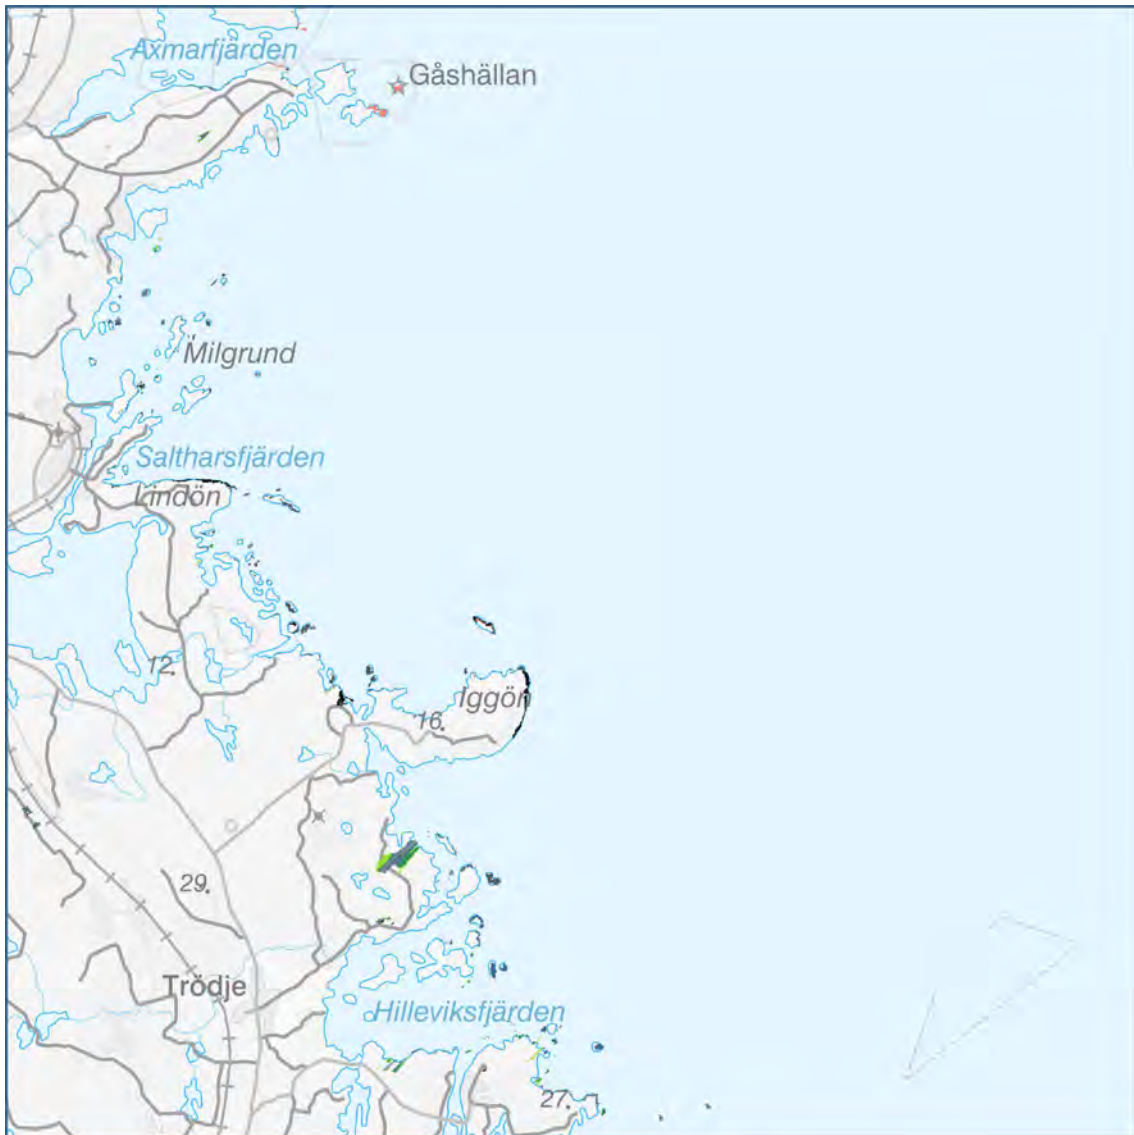 Axmarfjärden
Gåshällan
Milgrund
Saltharsfjärden
Lindön
12.
Iggön
16.
29.
Trödje
Hilleviksfjärden
27.